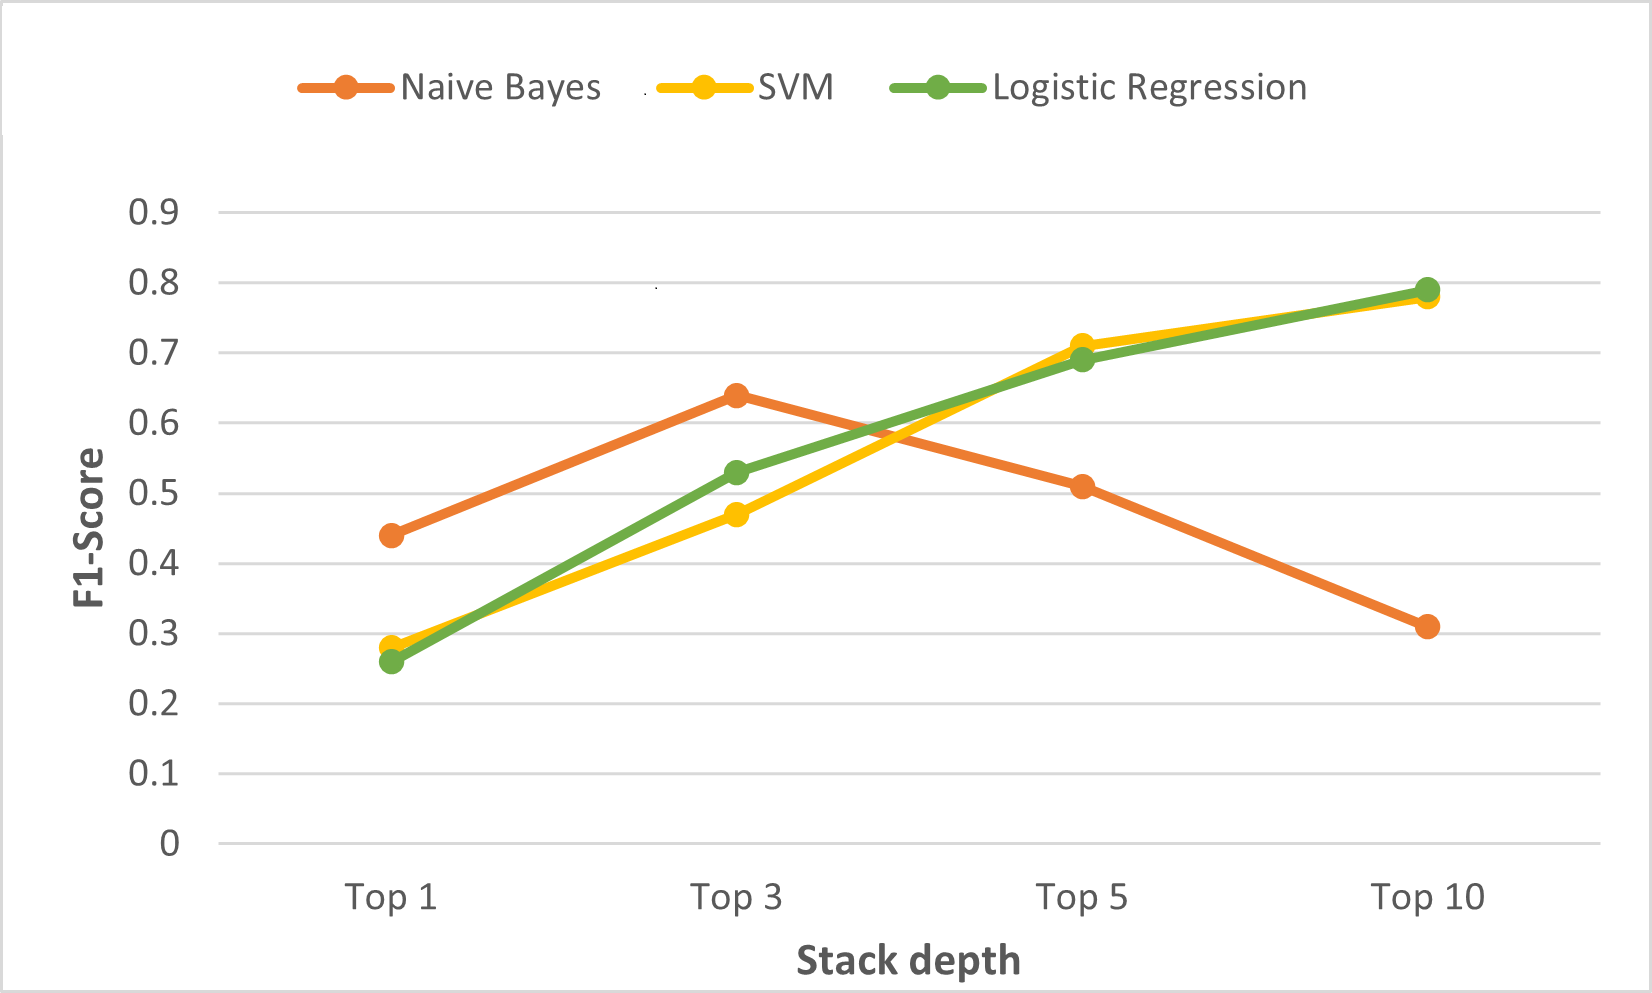 Naive Bayes SVM Logistic Regression
0.9
0.8
0.7
0.6
0.5
0.4
0.3
0.2
0.1
0
F1-Score
Top 1 Top 3 Top 5 Top 10
Stack depth